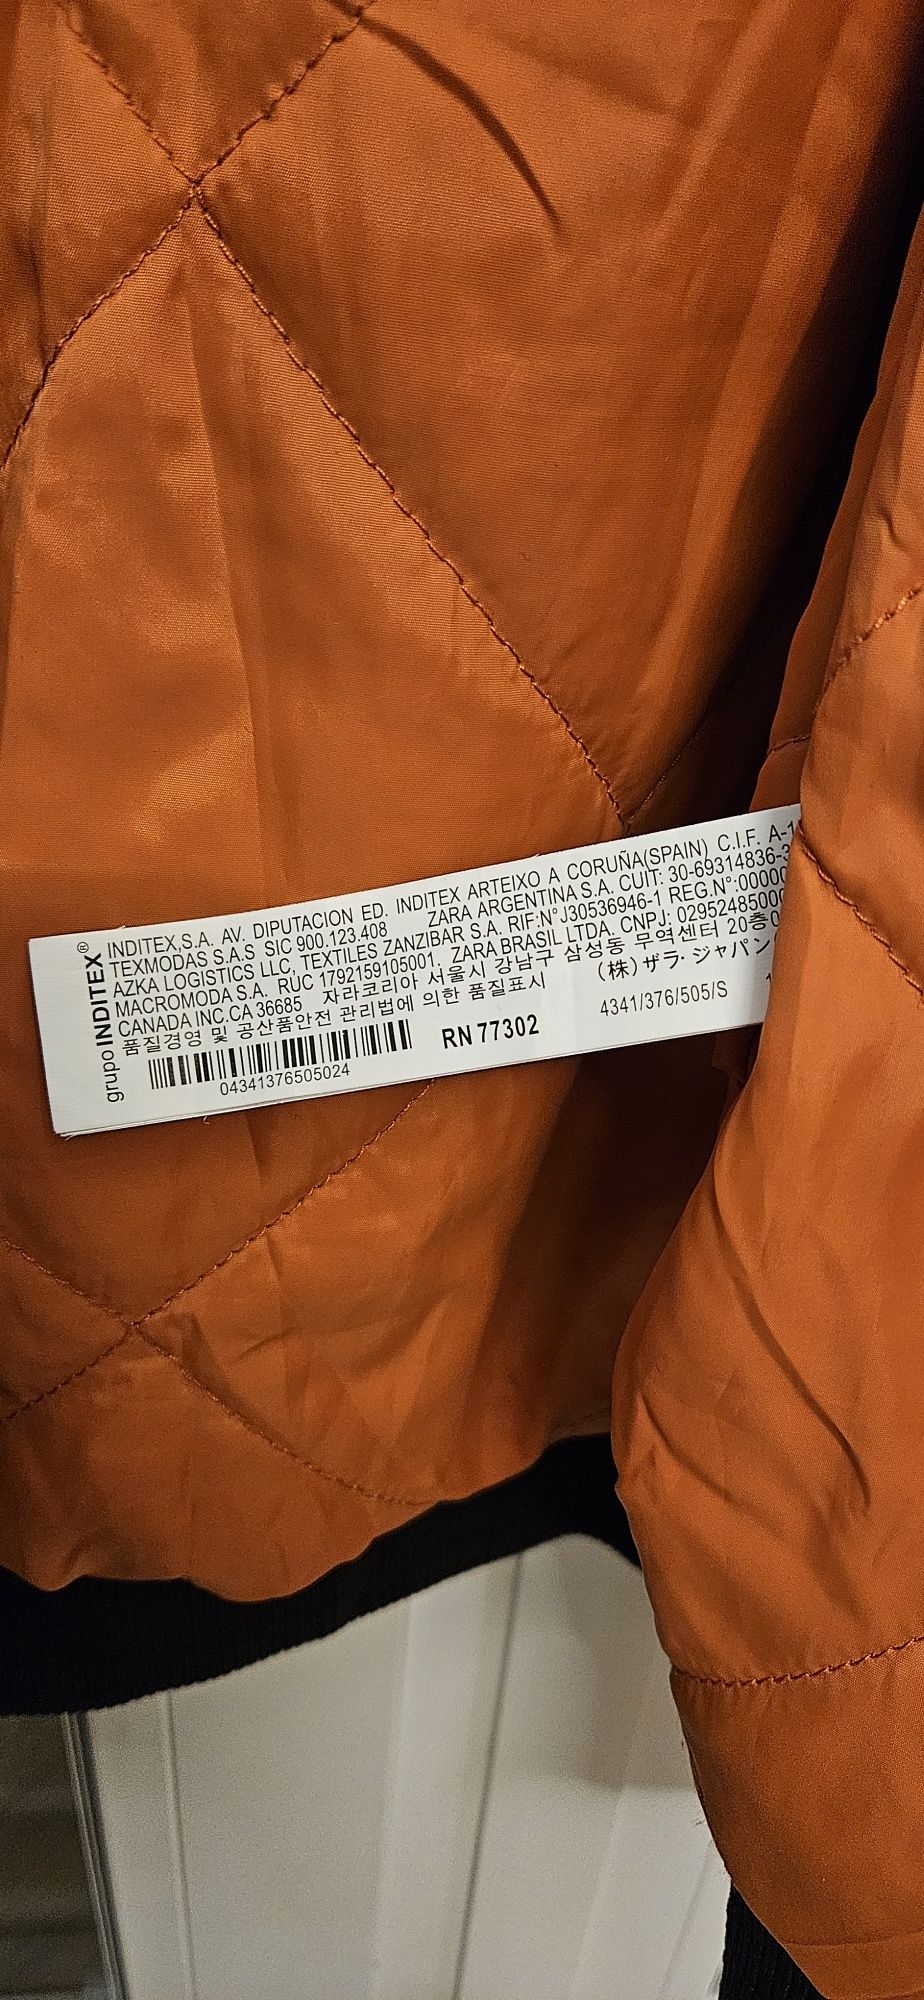 grupo INDITEX®
INDITEX,S.A. AV. DIPUTACION ED. INDITEX ARTEIXO A CORUÑA(SPAIN) C.I.F. A-1
TEXMODAS S.A.S SIC 900.123.408 ZARA ARGENTINA S.A. CUIT: 30-69314836-3
AZKA LOGISTICS LLC, TEXTILES ZANZIBAR S.A. RIF:N°J30536946-1 REG.N°:00000
MACROMODA S.A. RUC 1792159105001. ZARA BRASIL LTDA. CNPJ: 0295248500
CANADA INC.CA 36685 자라코리아 서울시 강남구 삼성동 무역센터 20층
품질경영 및 공산품안전 관리법에 의한 품질표시 (株)ザラ・ジャパン
04341376505024
RN 77302
4341/376/505/S